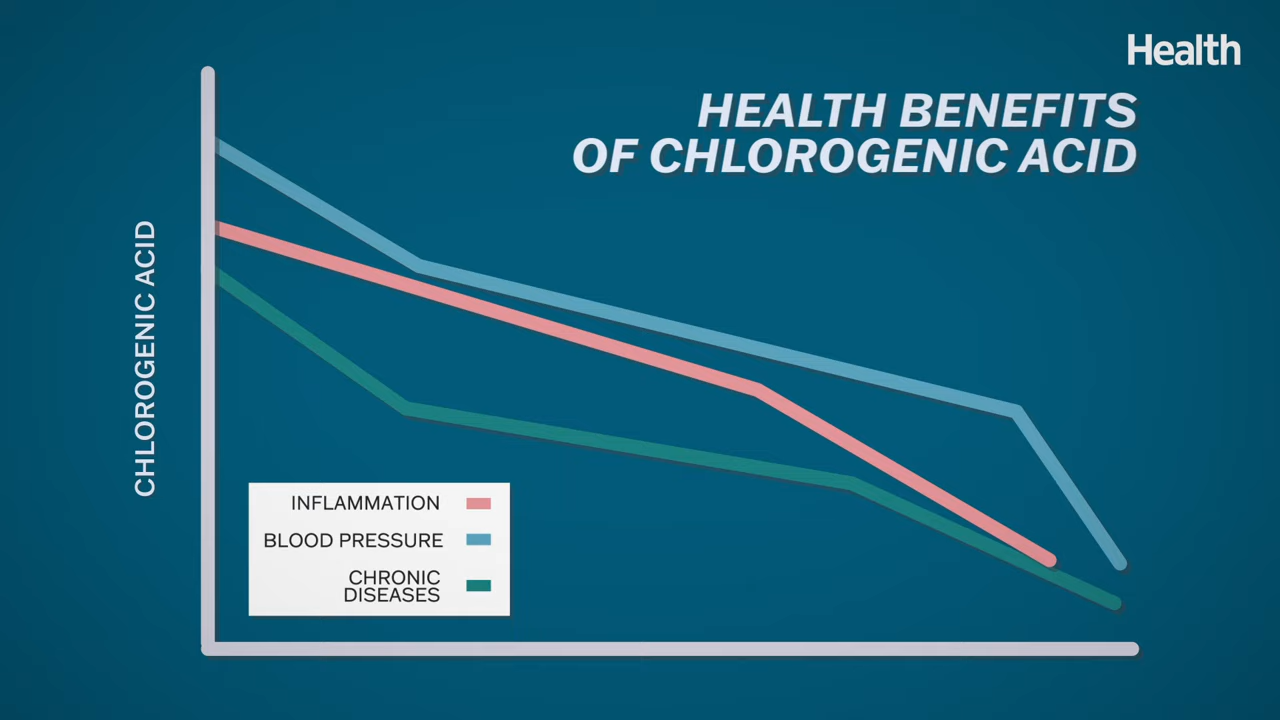 Health
HEALTH BENEFITS
OF CHLOROGENIC ACID
CHLOROGENIC ACID
INFLAMMATION
BLOOD PRESSURE
CHRONIC
DISEASES